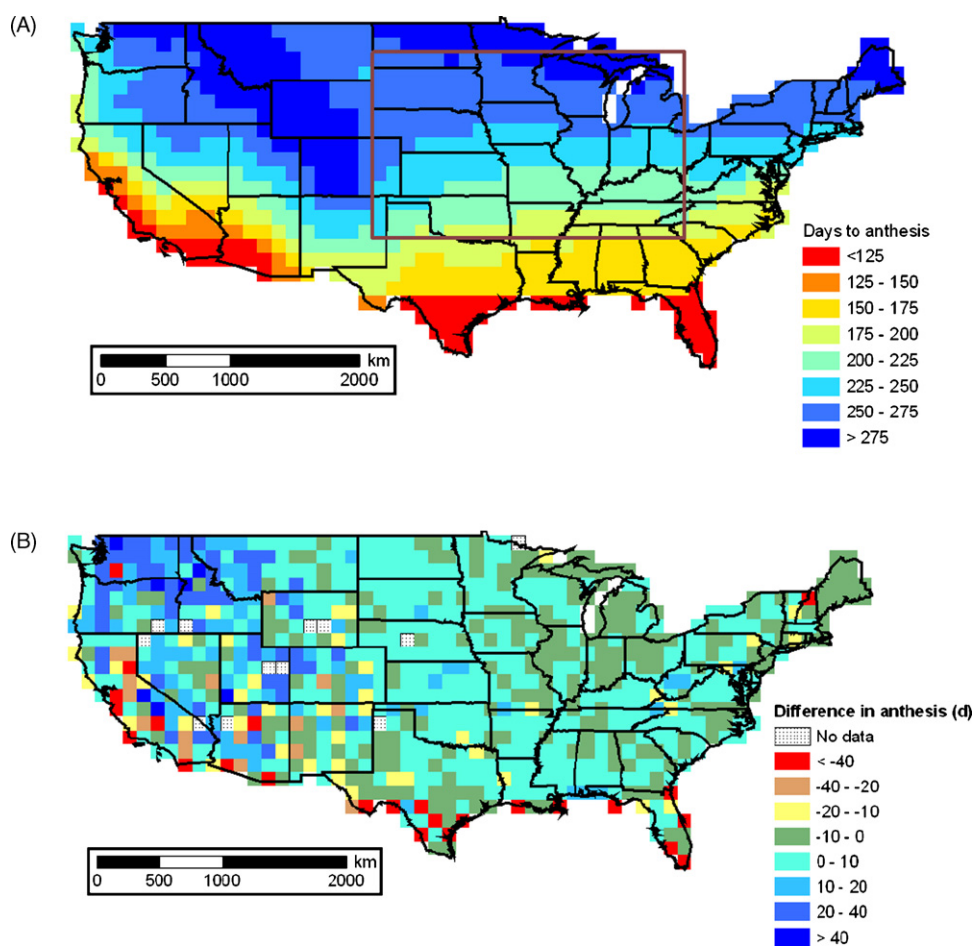 (A)
Days to anthesis
<125
125 - 150
150 - 175
175 - 200
200 - 225
225 - 250
250 - 275
> 275
km
0 500 1000 2000
(B)
Difference in anthesis (d)
No data
< -40
-40 - -20
-20 - -10
-10 - 0
0 - 10
10 - 20
20 - 40
> 40
km
0 500 1000 2000